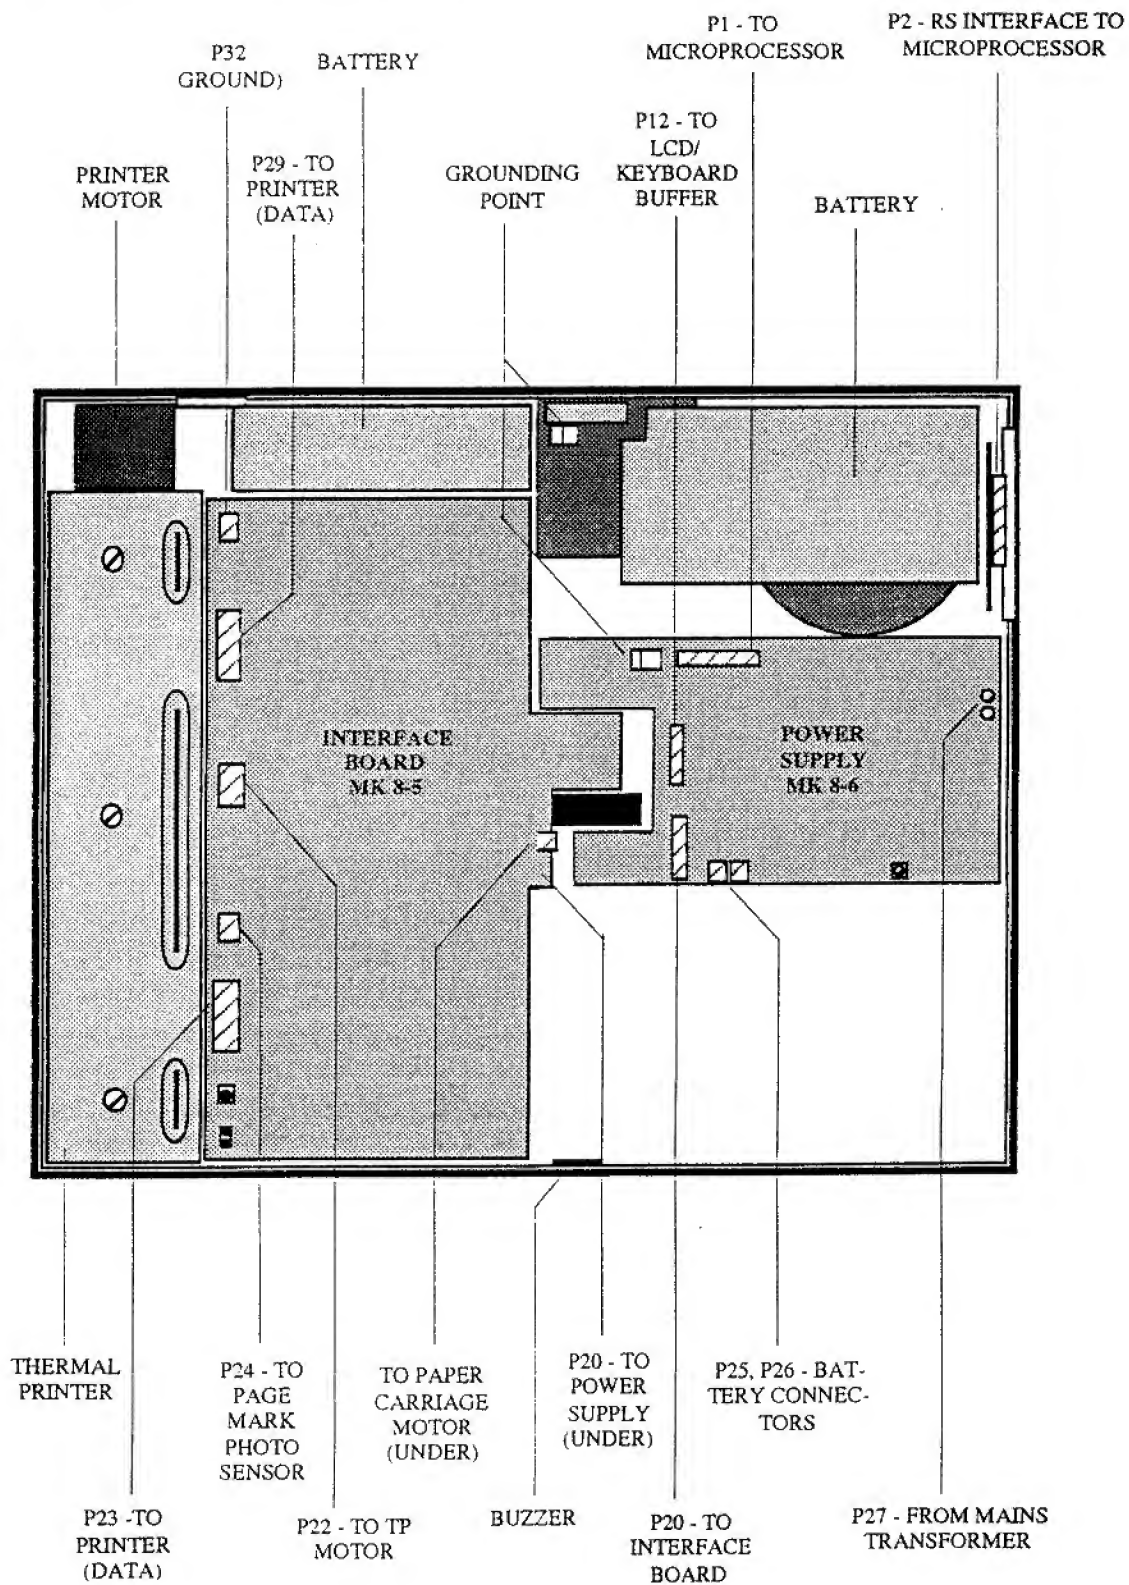 P1 - TO
MICROPROCESSOR
P2 - RS INTERFACE TO
MICROPROCESSOR
P32
GROUND)
BATTERY
P12 - TO
LCD/
KEYBOARD
BUFFER
PRINTER
MOTOR
P29 - TO
PRINTER
(DATA)
GROUNDING
POINT
BATTERY
INTERFACE
BOARD
MK 8-5
POWER
SUPPLY
MK 8-6
THERMAL
PRINTER
P24 - TO
PAGE
MARK
PHOTO
SENSOR
TO PAPER
CARRIAGE
MOTOR
(UNDER)
P20 - TO
POWER
SUPPLY
(UNDER)
P25, P26 - BAT-
TERY CONNEC-
TORS
P23 -TO
PRINTER
(DATA)
P22 - TO TP
MOTOR
BUZZER
P20 - TO
INTERFACE
BOARD
P27 - FROM MAINS
TRANSFORMER